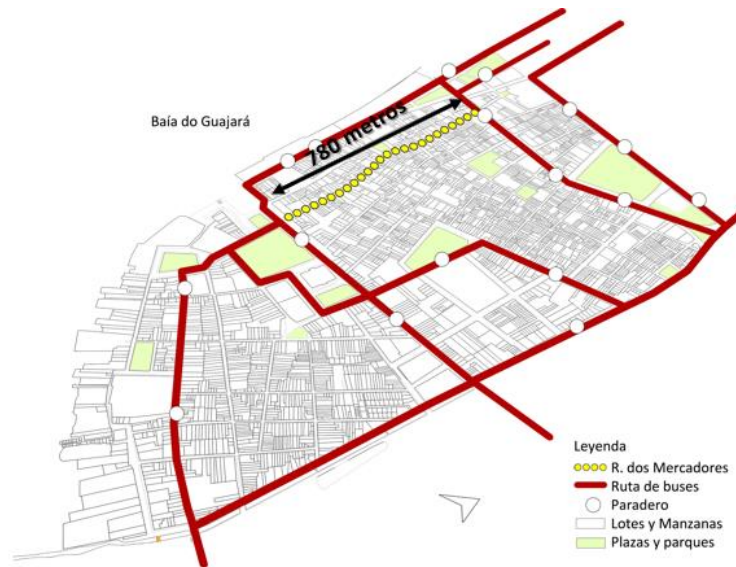 Baía do Guajará
780 metros
Leyenda
R. dos Mercadores
Ruta de buses
Paradero
Lotes y Manzanas
Plazas y parques